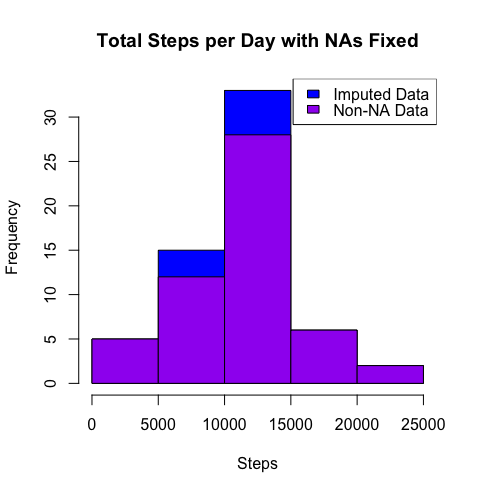 Total Steps per Day with NAs Fixed
Imputed Data
Non-NA Data
Frequency
30
25
20
15
10
5
0
0 5000 10000 15000 20000 25000
Steps